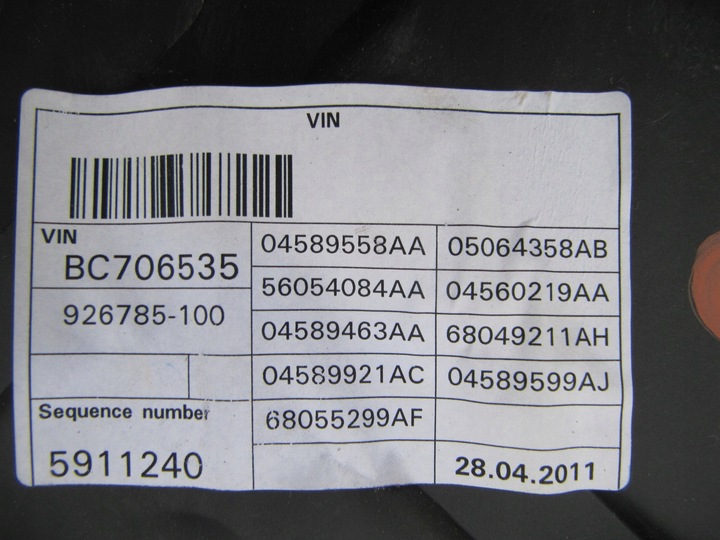 VIN
VIN
BC706535
926785-100
Sequence number
5911240
04589558AA 05064358AB
56054084AA 04560219AA
04589463AA 68049211AH
04589921AC 04589599AJ
68055299AF
28.04.2011